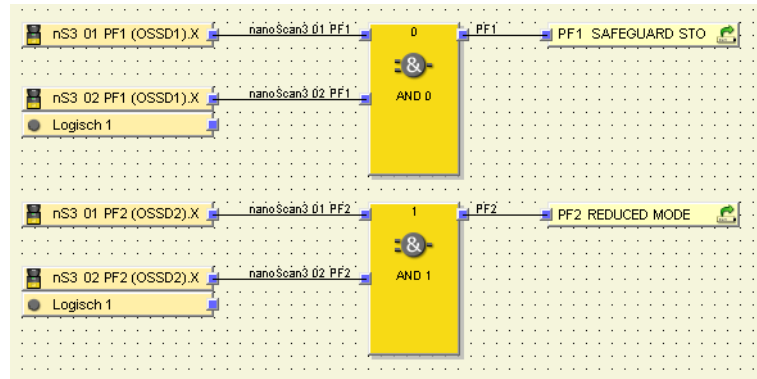 nS3 01 PF1 (OSSD1).X nanoScan3 01 PF1 0 PF1 PF1 SAFEGUARD STO
&
nS3 02 PF1 (OSSD1).X nanoScan3 02 PF1 AND 0
Logisch 1
nS3 01 PF2 (OSSD2).X nanoScan3 01 PF2 1 PF2 PF2 REDUCED MODE
&
nS3 02 PF2 (OSSD2).X nanoScan3 02 PF2 AND 1
Logisch 1